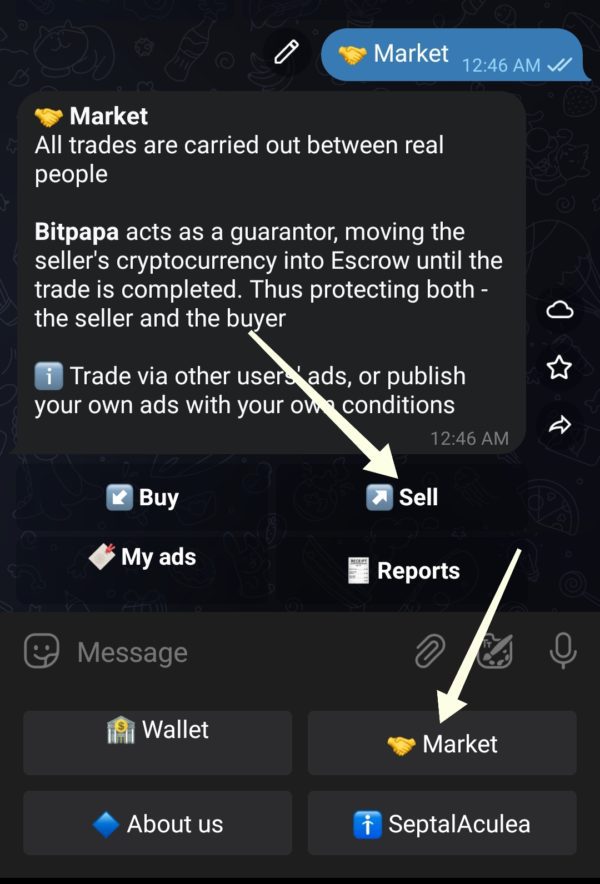 🤝 Market 12:46 AM
🤝 Market
All trades are carried out between real
people
Bitpapa acts as a guarantor, moving the
seller's cryptocurrency into Escrow until the
trade is completed. Thus protecting both -
the seller and the buyer
ℹ️ Trade via other users' ads, or publish
your own ads with your own conditions
12:46 AM
↙️ Buy
↗️ Sell
My ads
RECEIPT Reports
Message
Wallet
🤝 Market
🔷 About us
SeptalAculea